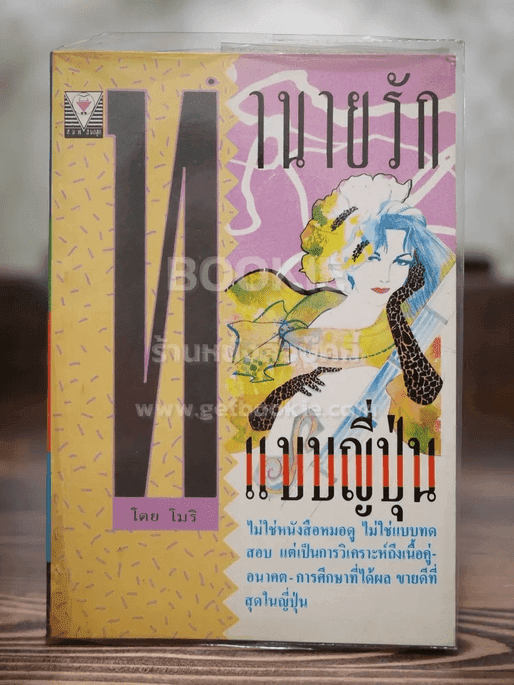 ทำนายรัก
BOOKIE
www.getbookie.com
แบบญี่ปุ่น
โดย โมริ
ไม่ใช่หนังสือหมอดู ไม่ใช่แบบทด
สอบ แต่เป็นการวิเคราะห์ถึงเนื้อคู่-
อนาคต-การศึกษาที่ได้ผล ขายดีที่
สุดในญี่ปุ่น